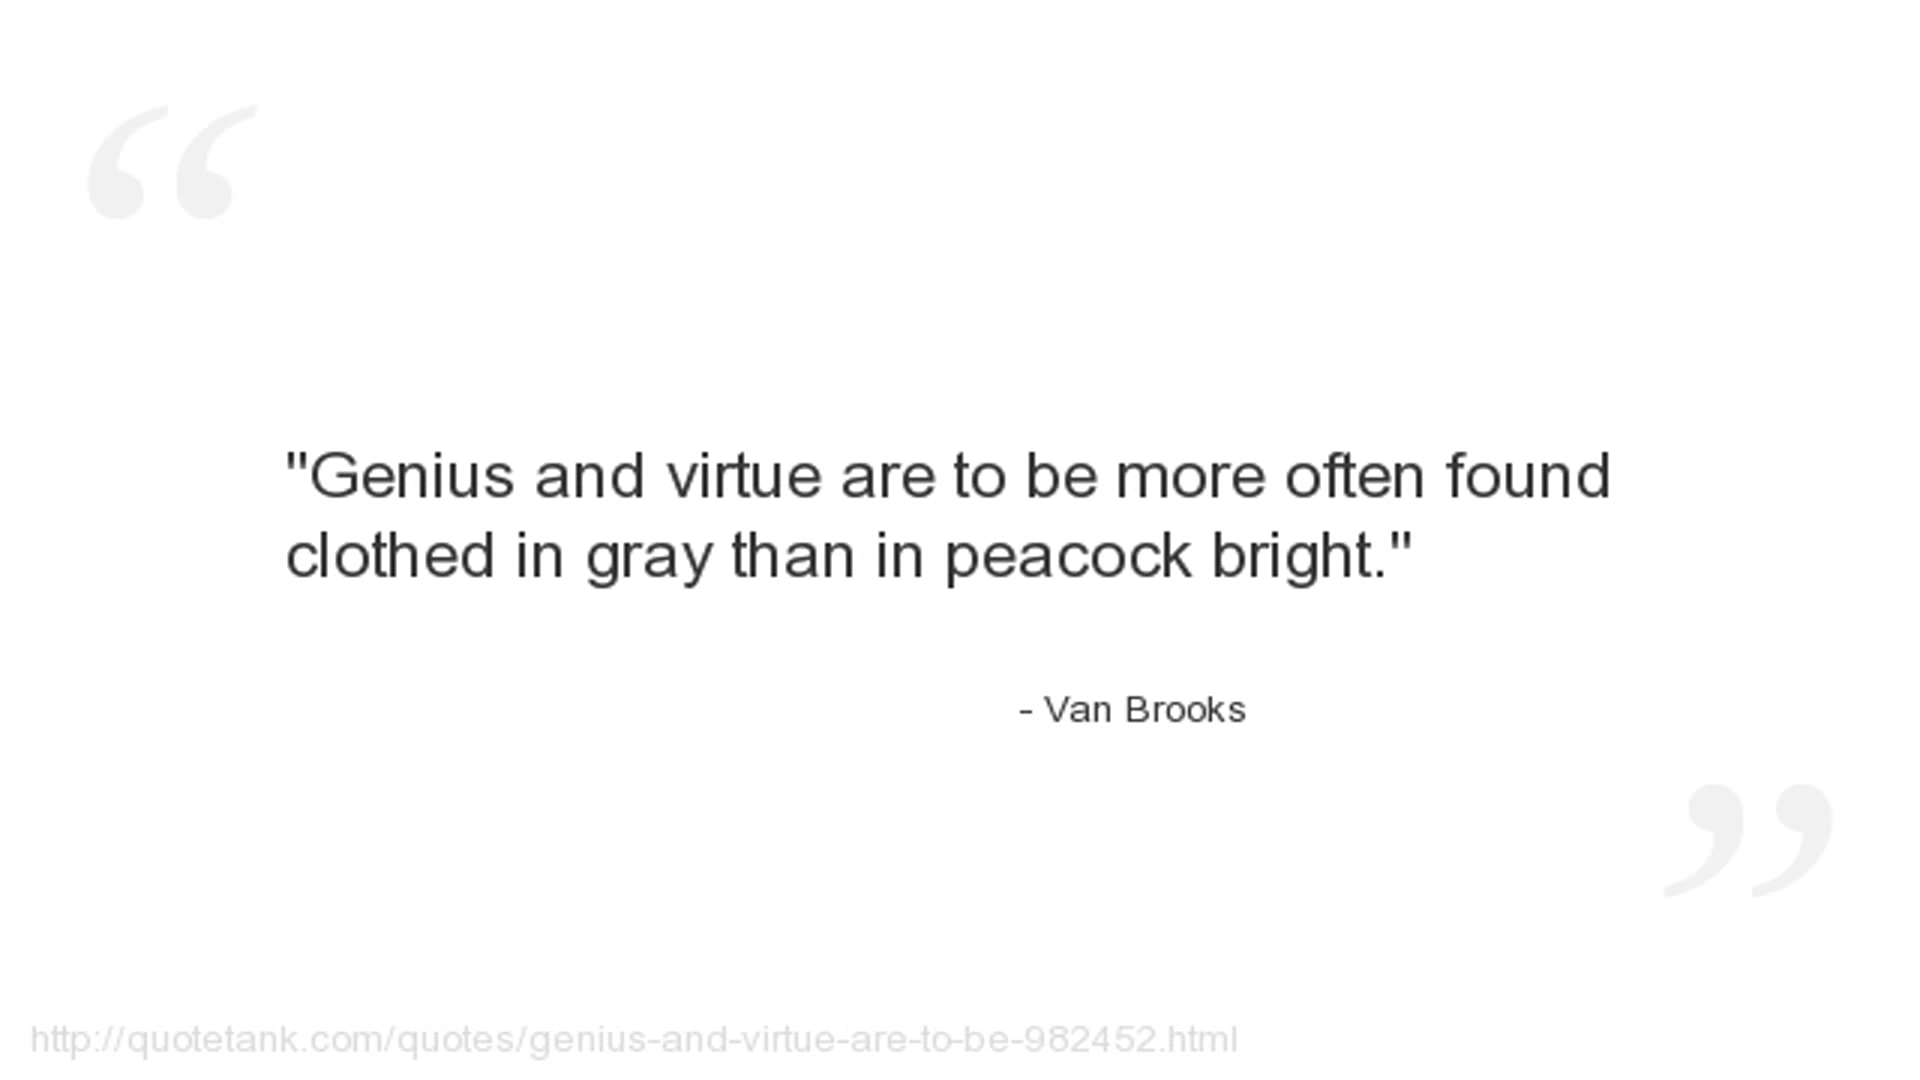 "Genius and virtue are to be more often found
clothed in gray than in peacock bright."
- Van Brooks
http://quotetank.com/quotes/genius-and-virtue-are-to-be-982452.html